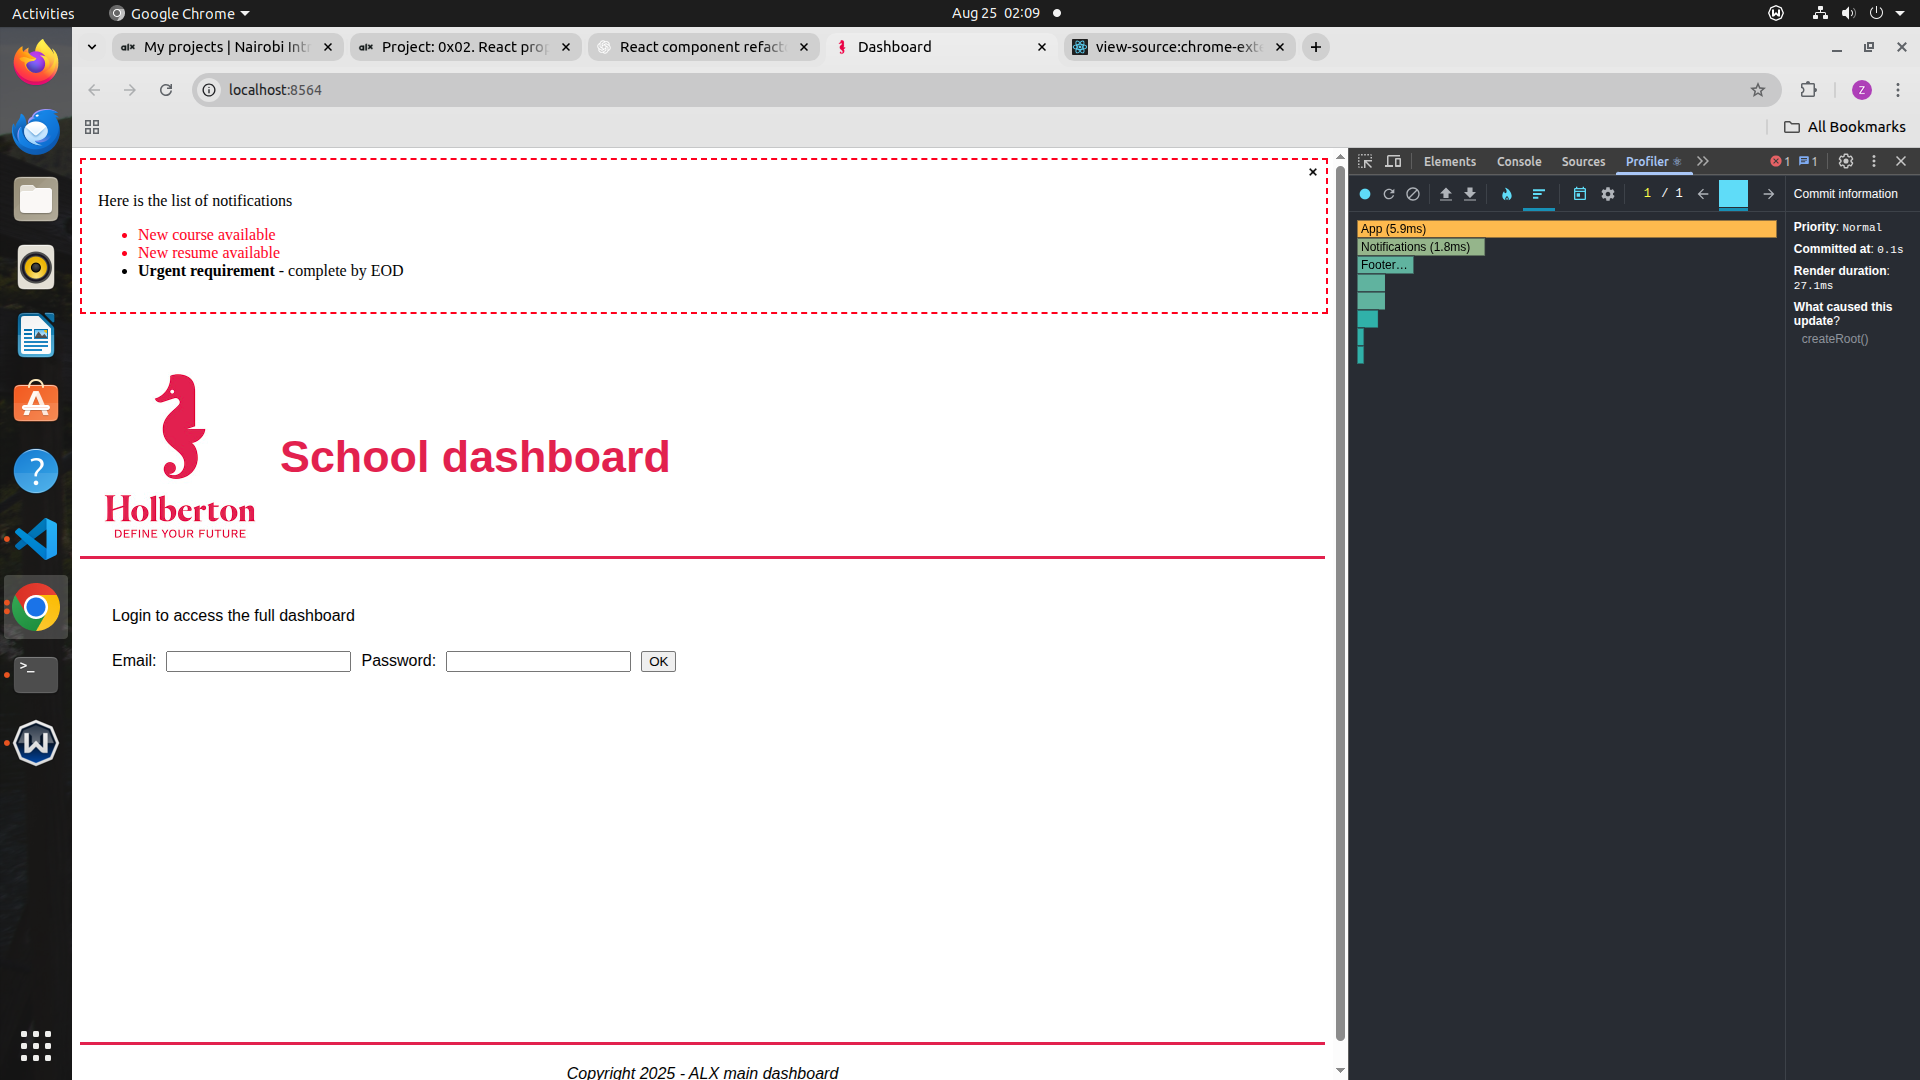 Activities
Google Chrome
Aug 25 02:09
My projects | Nairobi Int
Project: 0x02. React prop
React component refact
Dashboard
view-source:chrome-exte
localhost:8564
Z
All Bookmarks
Here is the list of notifications
New course available
New resume available
Urgent requirement - complete by EOD
Holberton
DEFINE YOUR FUTURE
School dashboard
Login to access the full dashboard
Email:
Password:
OK
Copyright 2025 - ALX main dashboard
Elements
Console
Sources
Profiler
1
1
1 / 1
App (5.9ms)
Notifications (1.8ms)
Footer…
Commit information
Priority: Normal
Committed at: 0.1s
Render duration:
27.1ms
What caused this
update?
createRoot()